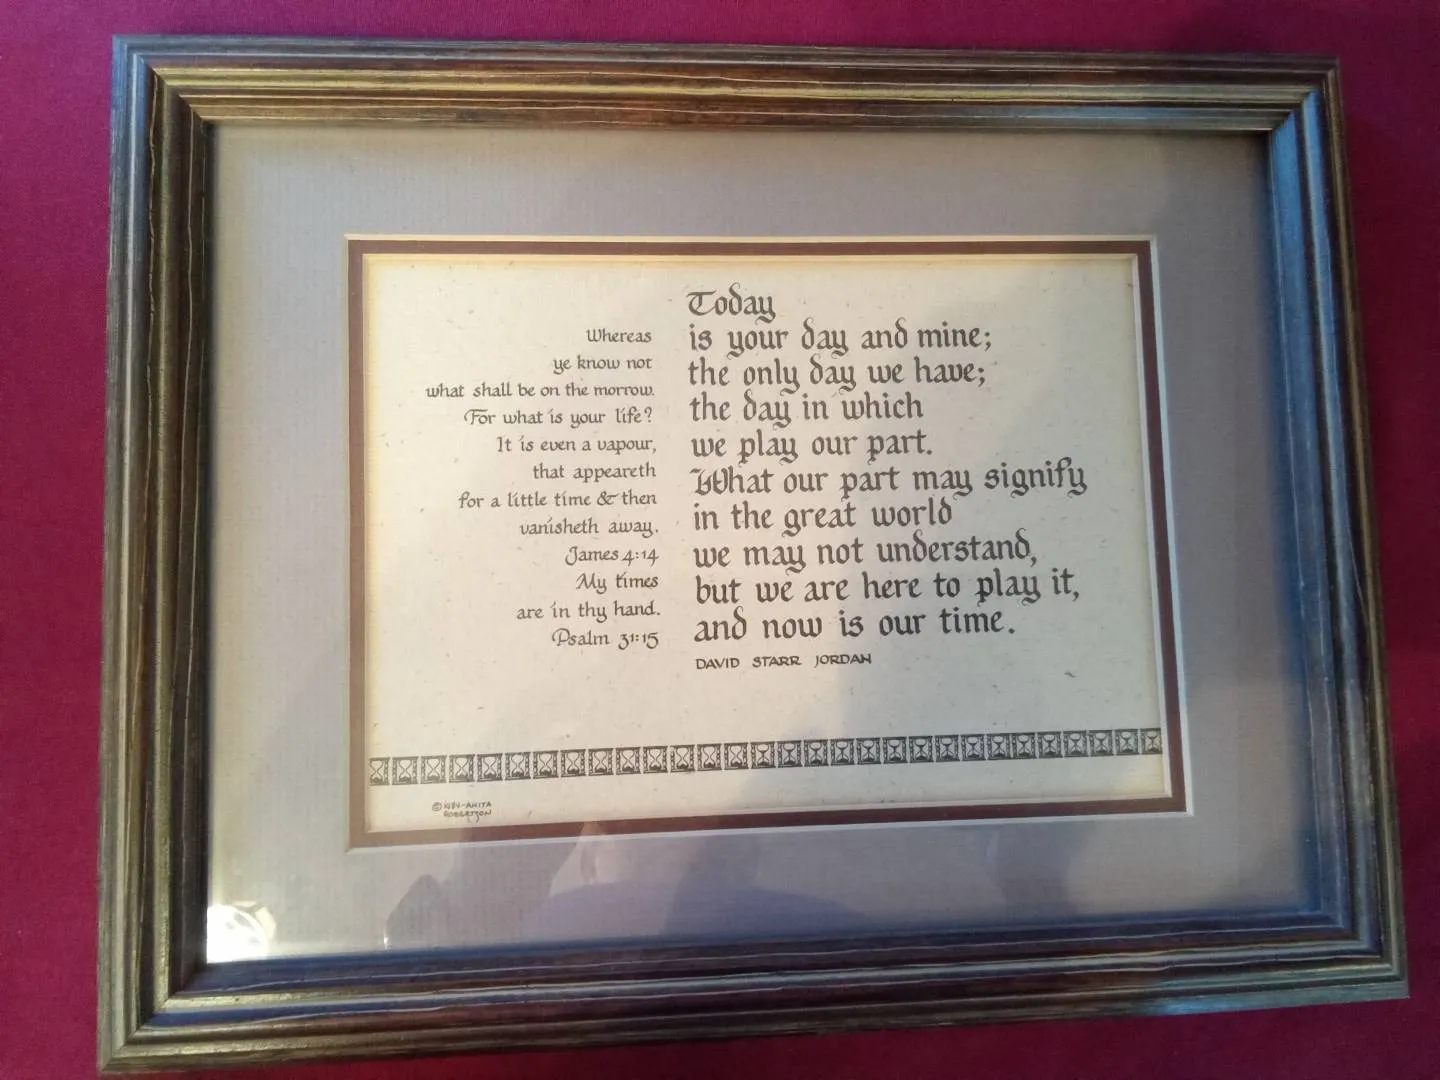 Whereas
ye know not
what shall be on the morrow.
For what is your life?
It is even a vapour,
that appeareth
for a little time & then
vanisheth away.
James 4:14
My times
are in thy hand.
Psalm 31:15
Today
is your day and mine;
the only day we have;
the day in which
we play our part.
What our part may signify
in the great world
we may not understand,
but we are here to play it,
and now is our time.
DAVID STARR JORDAN
© ANITA
ROBERTSON